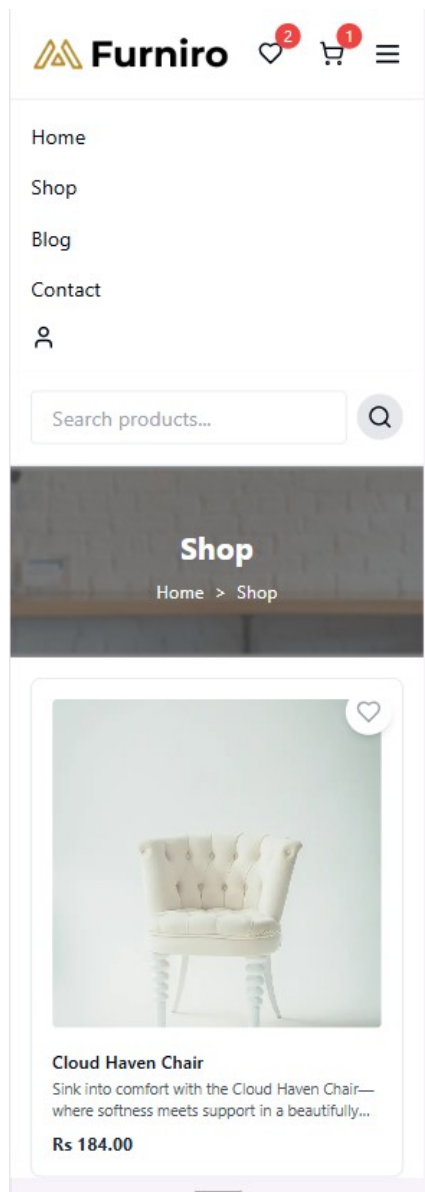 Furniro 2 1
Home
Shop
Blog
Contact
Search products...
Shop
Home > Shop
Cloud Haven Chair
Sink into comfort with the Cloud Haven Chair—
where softness meets support in a beautifully...
Rs 184.00